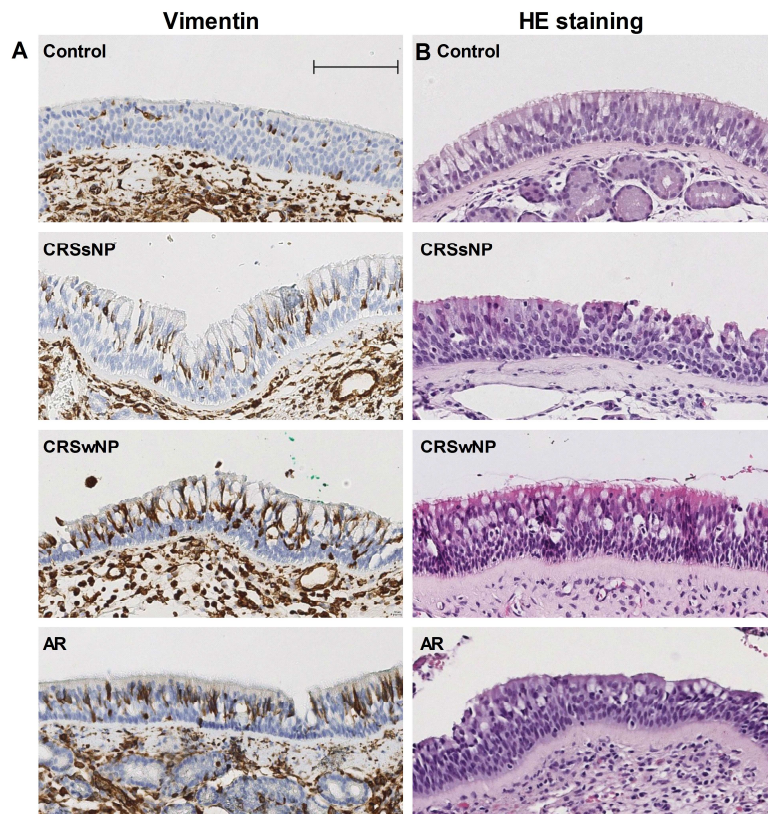 Vimentin
HE staining
A
Control
B
Control
CRSsNP
CRSsNP
CRSwNP
CRSwNP
AR
AR